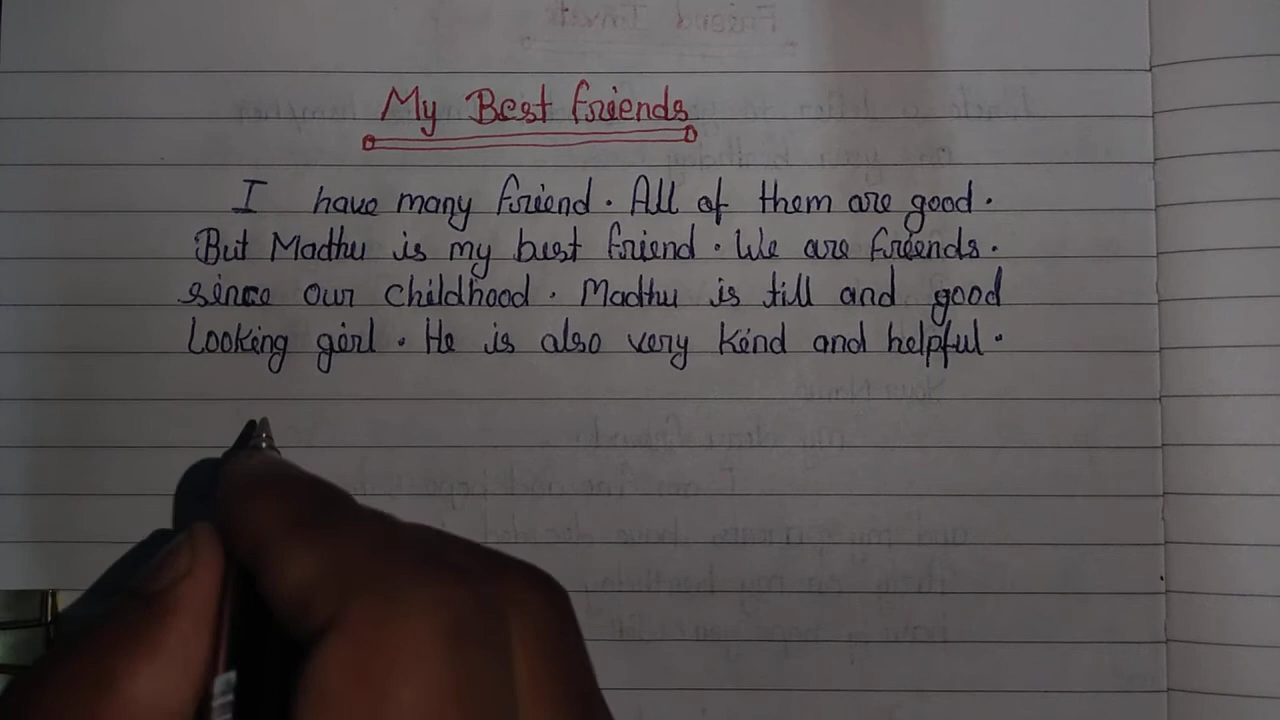 My Best Friends
I have many Friend. All of them are good.
But Madhu is my best Friend. We are Friends.
since our childhood. Madhu is till and good
Looking girl. He is also very kind and helpful.